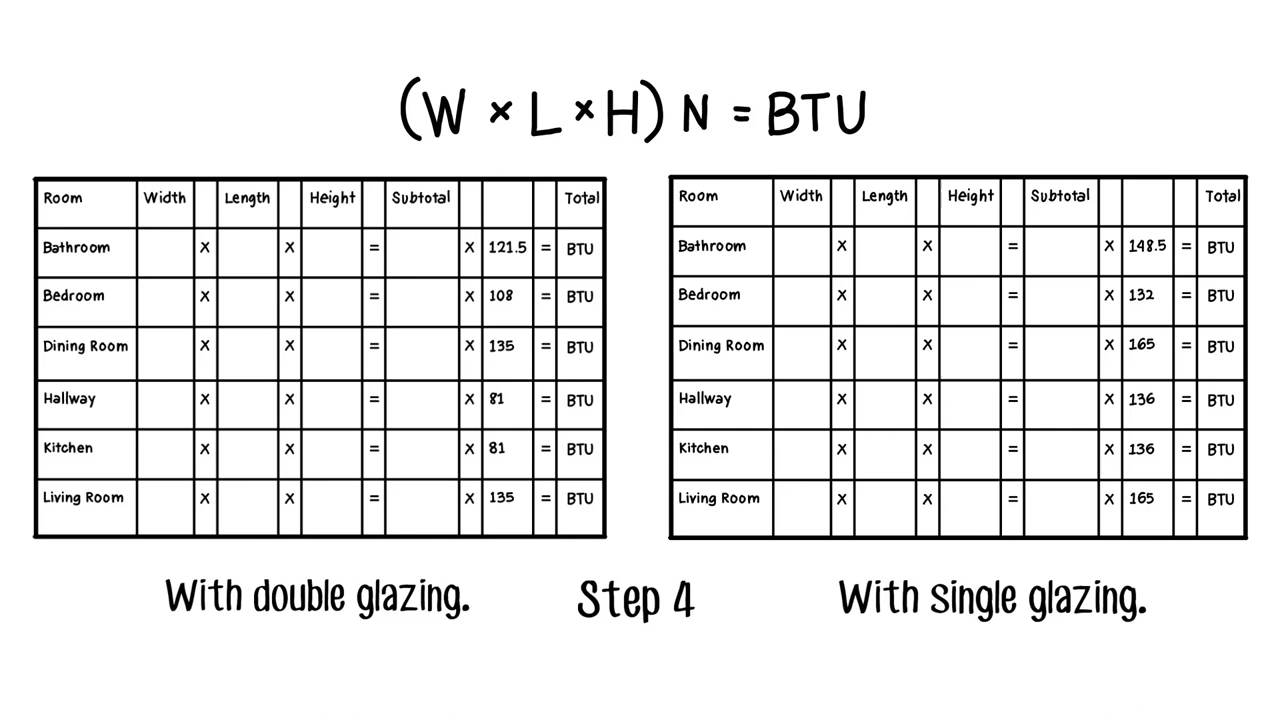 (W × L × H) N = BTU
Room Width Length Height Subtotal Total
Bathroom x x = x 121.5 = BTU
Bedroom x x = x 108 = BTU
Dining Room x x = x 135 = BTU
Hallway x x = x 81 = BTU
Kitchen x x = x 81 = BTU
Living Room x x = x 135 = BTU
With double glazing.
Room Width Length Height Subtotal Total
Bathroom x x = x 148.5 = BTU
Bedroom x x = x 132 = BTU
Dining Room x x = x 165 = BTU
Hallway x x = x 136 = BTU
Kitchen x x = x 136 = BTU
Living Room x x = x 165 = BTU
With single glazing.
Step 4